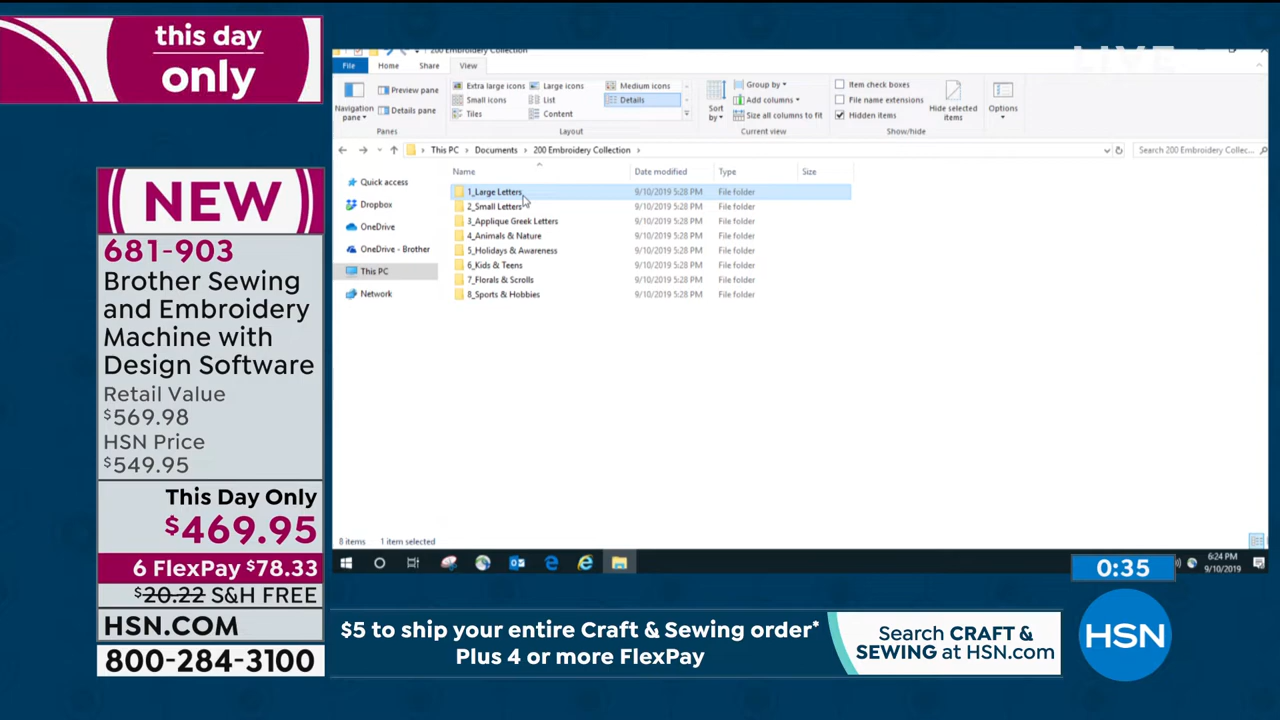 this day
only
NEW
681-903
Brother Sewing
and Embroidery
Machine with
Design Software
Retail Value
$569.98
HSN Price
$549.95
This Day Only
$469.95
6 FlexPay $78.33
$20.22 S&H FREE
HSN.COM
800-284-3100
200 Embroidery Collection
LIVE
File Home Share View
Navigation pane
Preview pane
Details pane
Panes
Extra large icons Large icons Medium icons
Small icons List Details
Tiles Content
Layout
Sort by
Group by
Add columns
Size all columns to fit
Current view
Item check boxes
File name extensions
Hidden items
Hide selected items
Show/hide
Options
This PC > Documents > 200 Embroidery Collection >
Search 200 Embroidery Collec...
Quick access
Dropbox
OneDrive
OneDrive - Brother
This PC
Network
Name Date modified Type Size
1_Large Letters 9/10/2019 5:28 PM File folder
2_Small Letters 9/10/2019 5:28 PM File folder
3_Applique Greek Letters 9/10/2019 5:28 PM File folder
4_Animals & Nature 9/10/2019 5:28 PM File folder
5_Holidays & Awareness 9/10/2019 5:28 PM File folder
6_Kids & Teens 9/10/2019 5:28 PM File folder
7_Florals & Scrolls 9/10/2019 5:28 PM File folder
8_Sports & Hobbies 9/10/2019 5:28 PM File folder
8 items 1 item selected
6:24 PM
9/10/2019
0:35
$5 to ship your entire Craft & Sewing order*
Plus 4 or more FlexPay
Search CRAFT &
SEWING at HSN.com
HSN